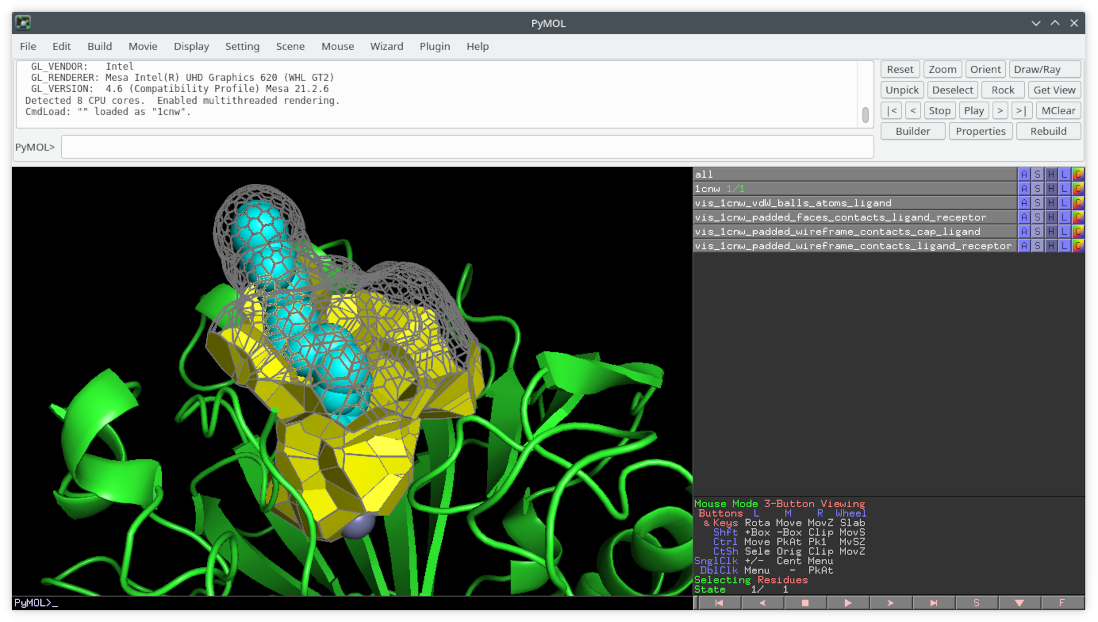 PyMOL
File Edit Build Movie Display Setting Scene Mouse Wizard Plugin Help
GL_VENDOR: Intel
GL_RENDERER: Mesa Intel(R) UHD Graphics 620 (WHL GT2)
GL_VERSION: 4.6 (Compatibility Profile) Mesa 21.2.6
Detected 8 CPU cores. Enabled multithreaded rendering.
CmdLoad: "" loaded as "1cnw".
Reset Zoom Orient Draw/Ray
Unpick Deselect Rock Get View
|< < Stop Play > >| MClear
Builder Properties Rebuild
PyMOL>
all A S H L C
1cnw 1/1 A S H L C
vis_1cnw_vdW_balls_atoms_ligand A S H L C
vis_1cnw_padded_faces_contacts_ligand_receptor A S H L C
vis_1cnw_padded_wireframe_contacts_cap_ligand A S H L C
vis_1cnw_padded_wireframe_contacts_ligand_receptor A S H L C
Mouse Mode 3-Button Viewing
Buttons L M R Wheel
& Keys Rota Move MovZ Slab
Shft +Box -Box Clip MovS
Ctrl Move PkAt Pk1 MvSZ
CtSh Sele Orig Clip MovZ
SnglClk +/- Cent Menu
DblClk Menu - PkAt
Selecting Residues
State 1/ 1
PyMOL>_
S F